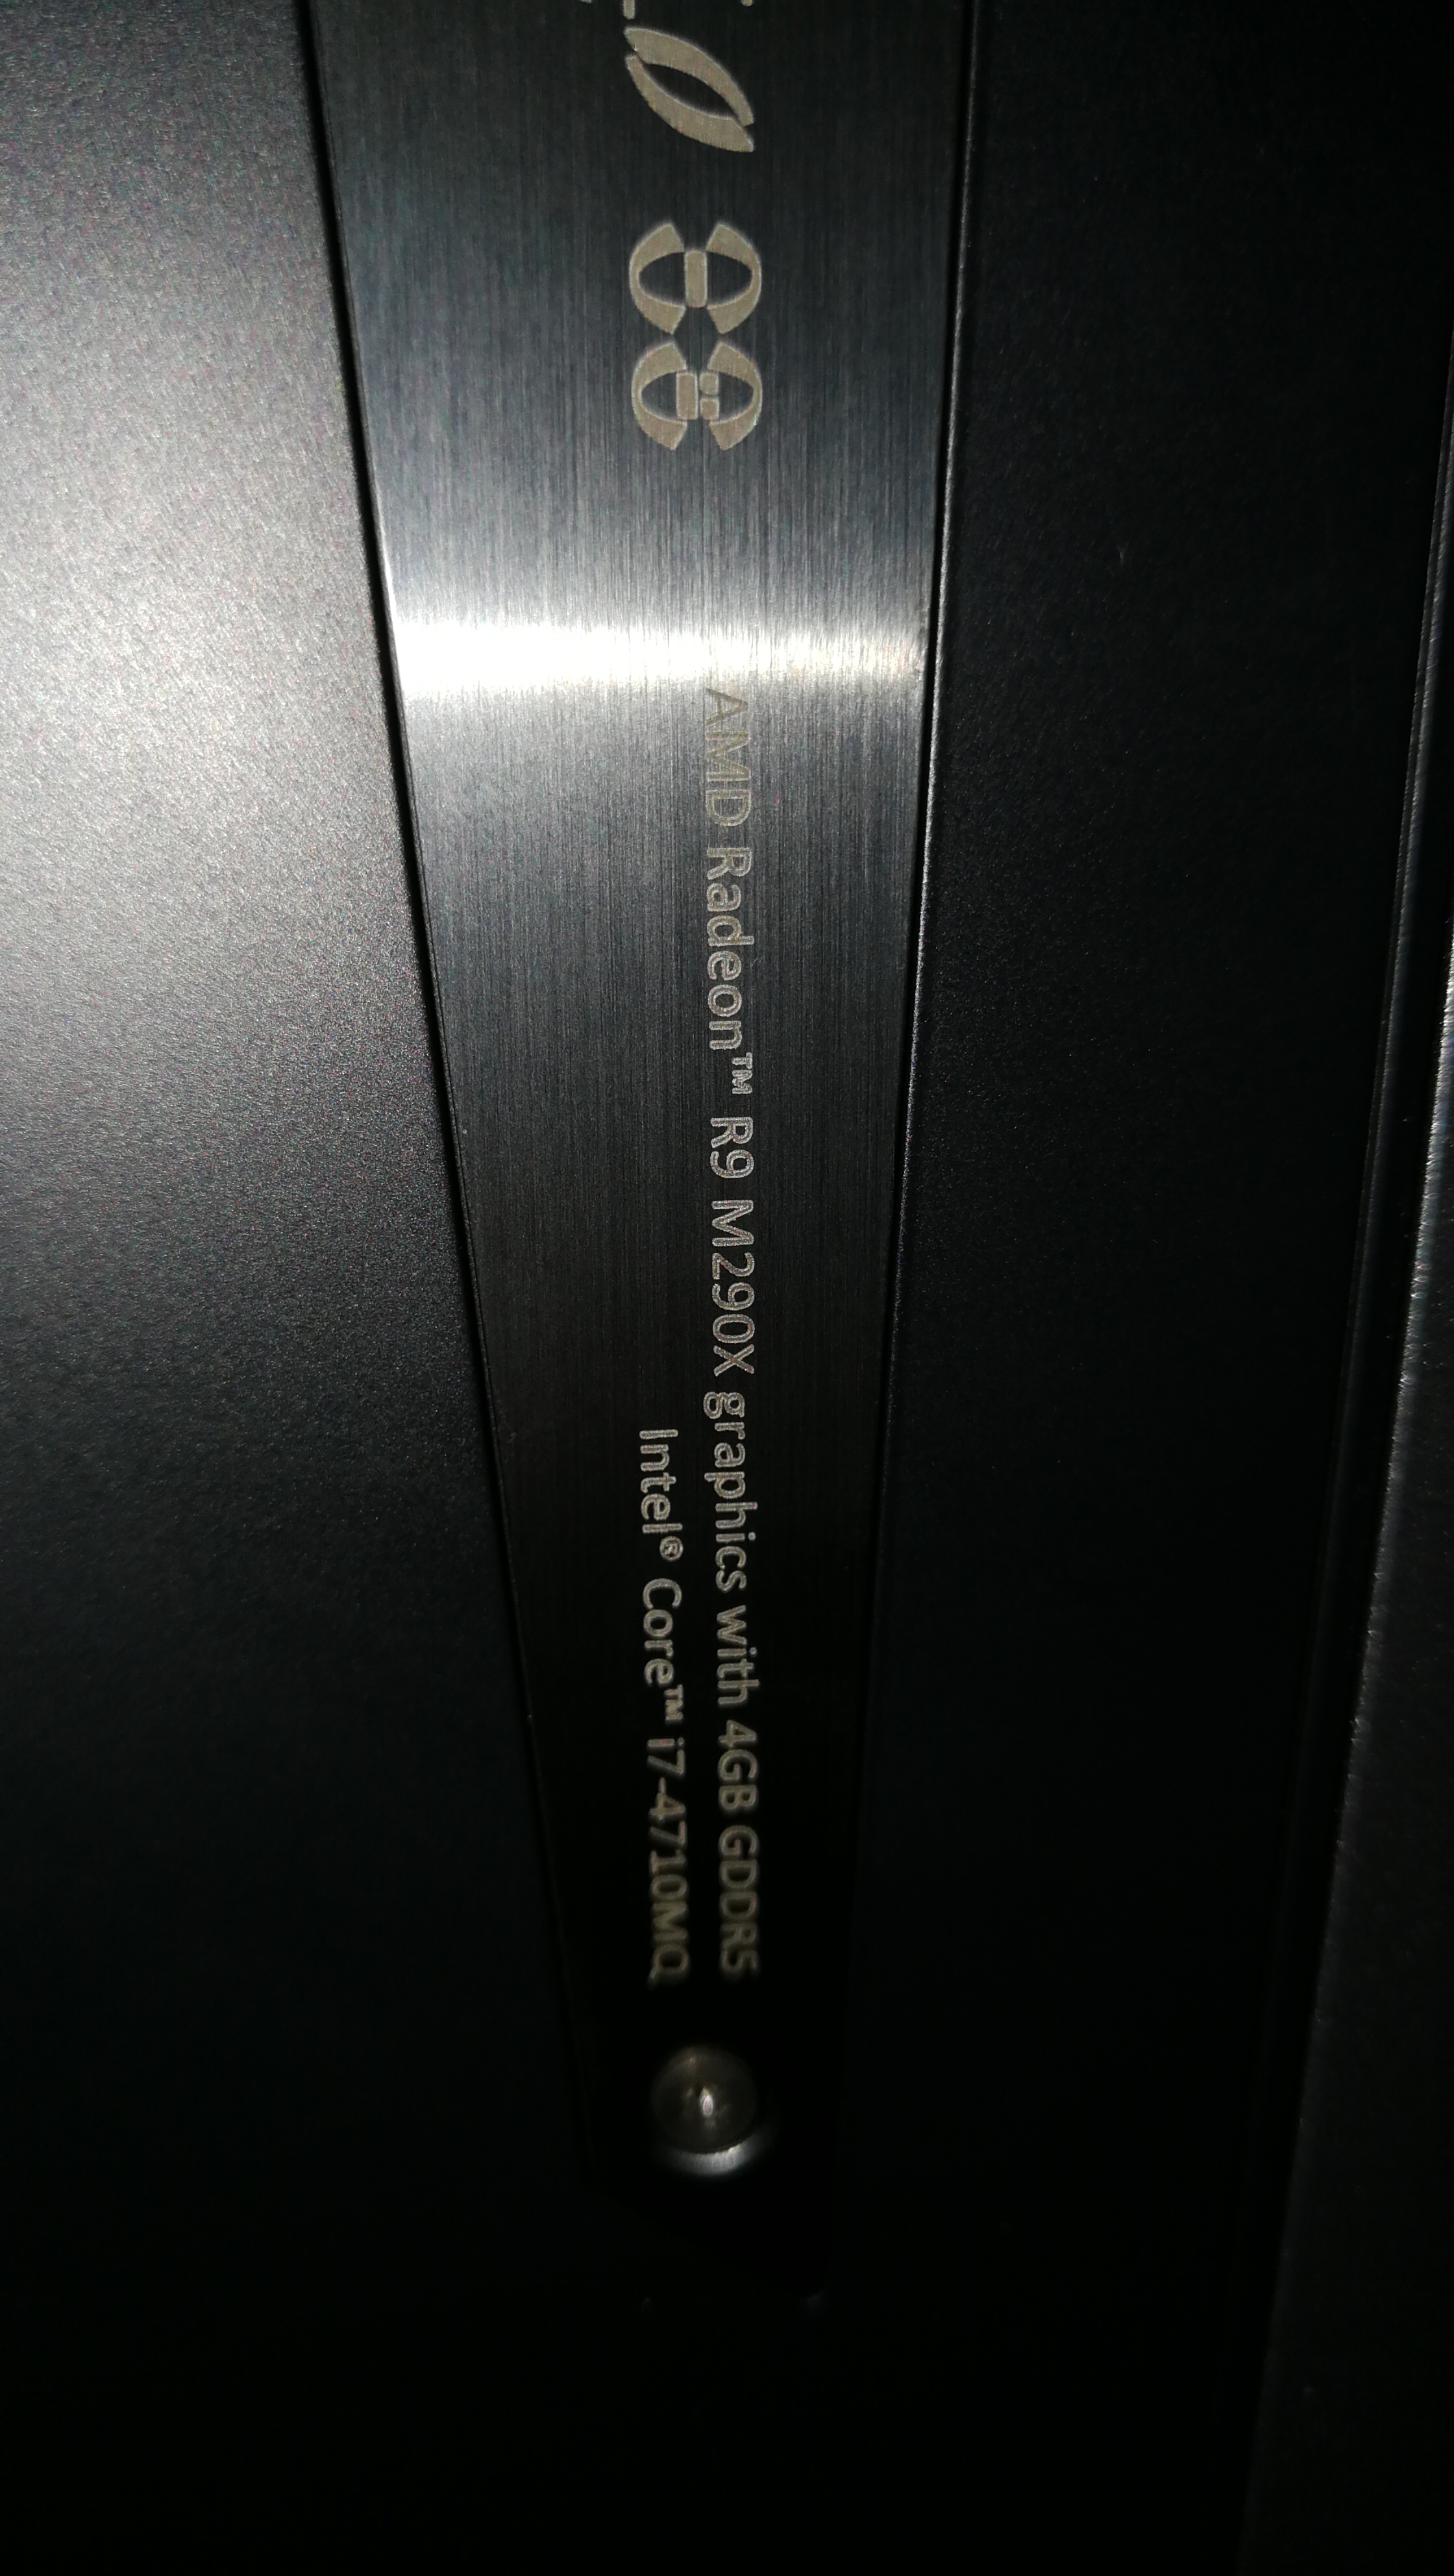 AMD Radeon™ R9 M290X graphics with 4GB GDDR5
Intel® Core™ i7-4710MQ